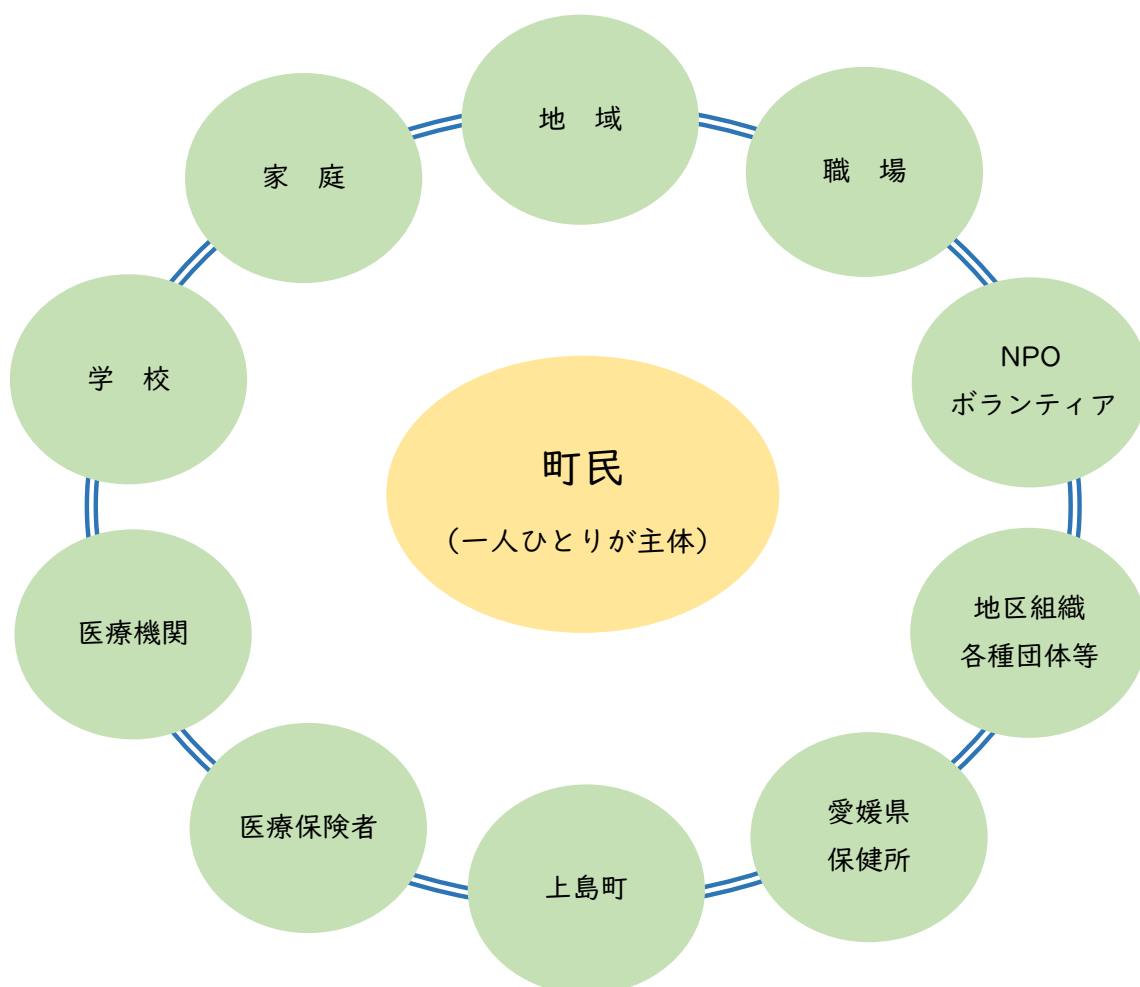 地　域
家　庭
職　場
学　校
NPO
ボランティア
町民
(一人ひとりが主体)
医療機関
地区組織
各種団体等
医療保険者
愛媛県
保健所
上島町